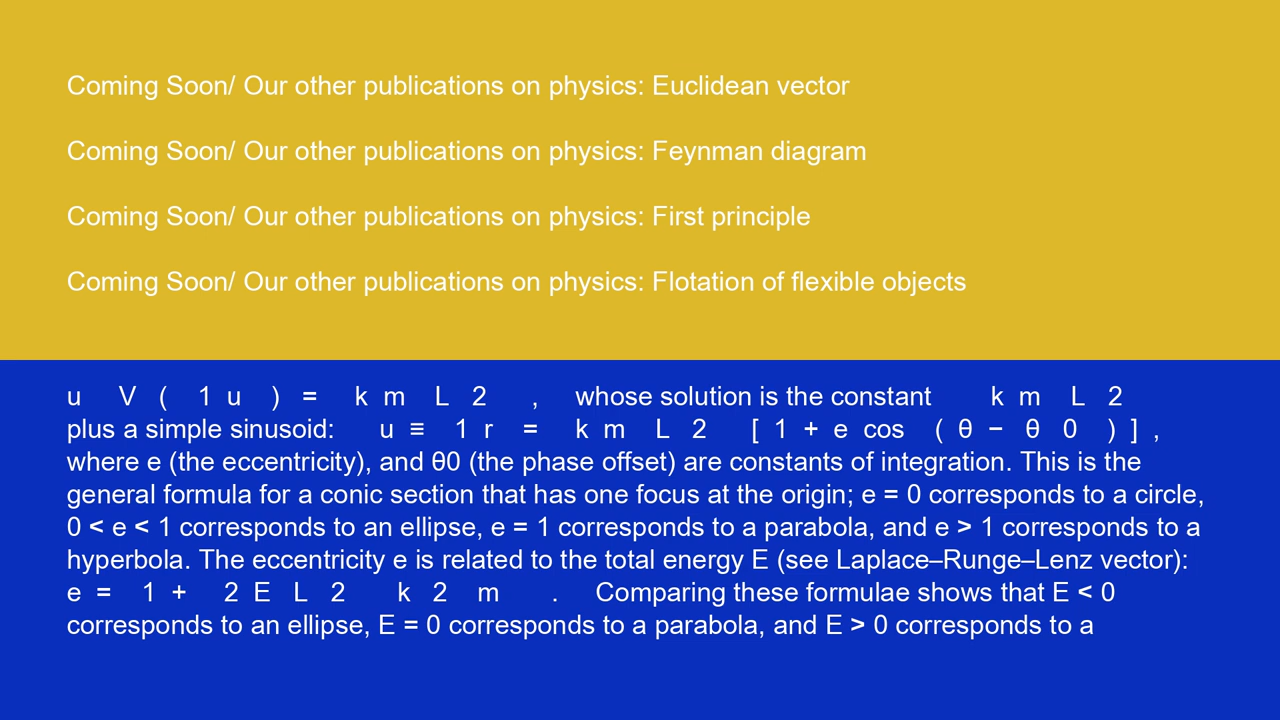 Coming Soon/ Our other publications on physics: Euclidean vector
Coming Soon/ Our other publications on physics: Feynman diagram
Coming Soon/ Our other publications on physics: First principle
Coming Soon/ Our other publications on physics: Flotation of flexible objects
u V ( 1 u ) = k m L 2 , whose solution is the constant k m L 2
plus a simple sinusoid: u ≡ 1 r = k m L 2 [ 1 + e cos ( θ − θ 0 ) ] ,
where e (the eccentricity), and θ0 (the phase offset) are constants of integration. This is the
general formula for a conic section that has one focus at the origin; e = 0 corresponds to a circle,
0 < e < 1 corresponds to an ellipse, e = 1 corresponds to a parabola, and e > 1 corresponds to a
hyperbola. The eccentricity e is related to the total energy E (see Laplace–Runge–Lenz vector):
e = 1 + 2 E L 2 k 2 m . Comparing these formulae shows that E < 0
corresponds to an ellipse, E = 0 corresponds to a parabola, and E > 0 corresponds to a